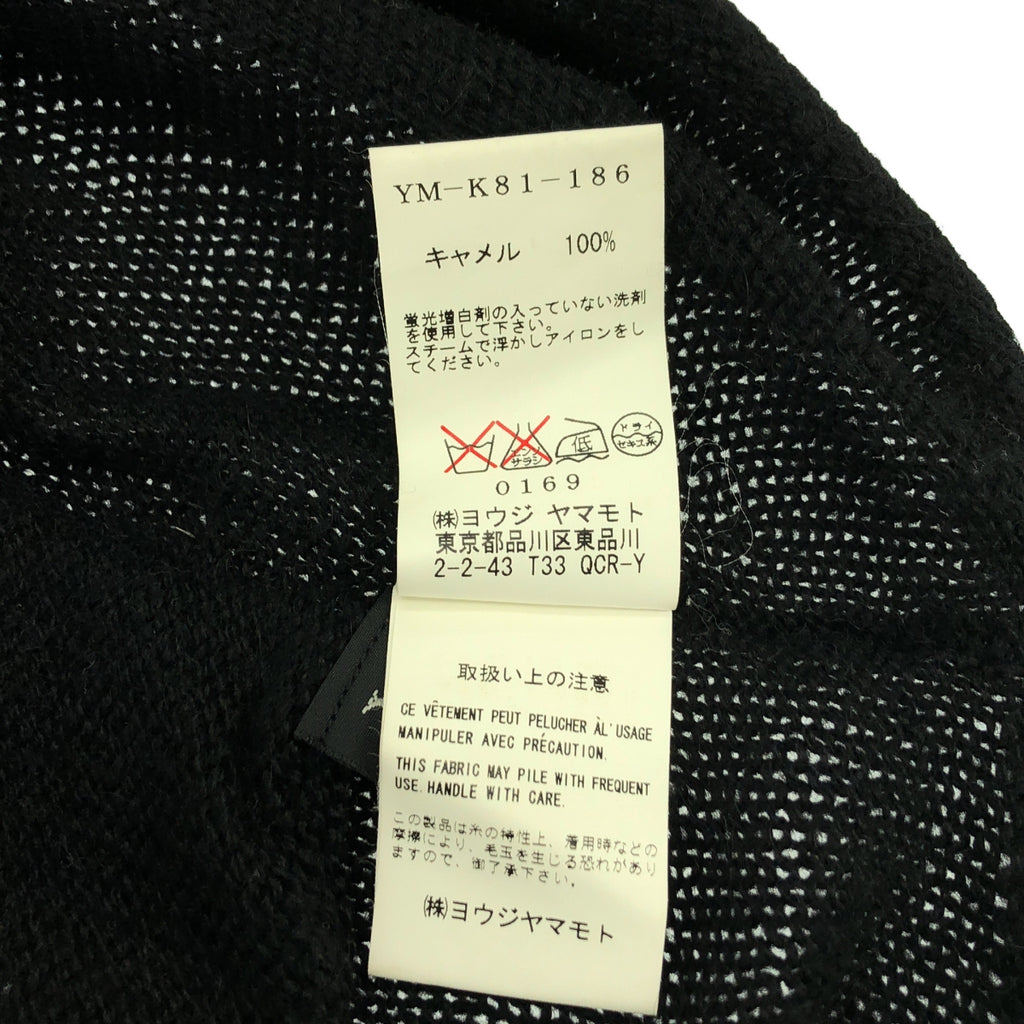 YM-K81-186
キャメル 100%
蛍光増白剤の入っていない洗剤
を使用して下さい。
スチームで浮かしアイロンをし
てください。
エンソ
サラシ
低
ドライ
セキユ系
0169
㈱ヨウジ ヤマモト
東京都品川区東品川
2-2-43 T33 QCR-Y
取扱い上の注意
CE VÊTEMENT PEUT PELUCHER ÀL'USAGE
MANIPULER AVEC PRÉCAUTION.
THIS FABRIC MAY PILE WITH FREQUENT
USE. HANDLE WITH CARE.
この製品は糸の特性上、着用時などの
摩擦により、毛玉を生じる恐れがあり
ますので、御了承下さい。
㈱ヨウジヤマモト